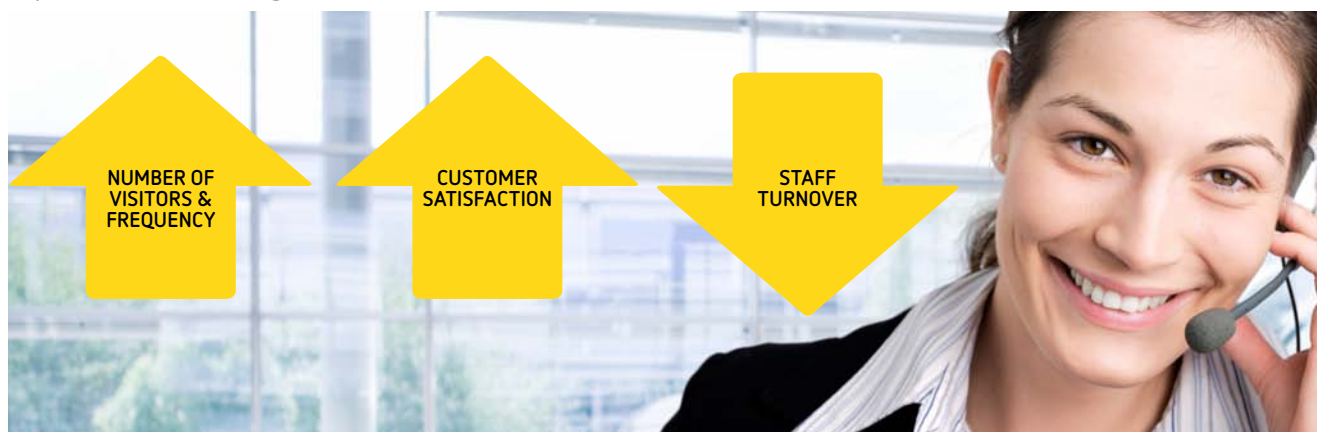 NUMBER OF
VISITORS &
FREQUENCY
CUSTOMER
SATISFACTION
STAFF
TURNOVER